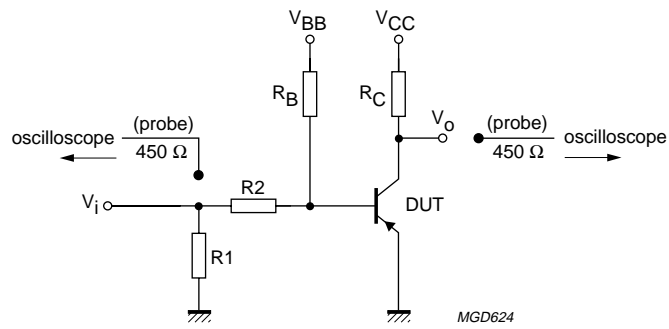 VBB
VCC
RB
RC
Vo
(probe)
450 Ω
oscilloscope
(probe)
450 Ω
oscilloscope
R2
Vi
DUT
R1
MGD624